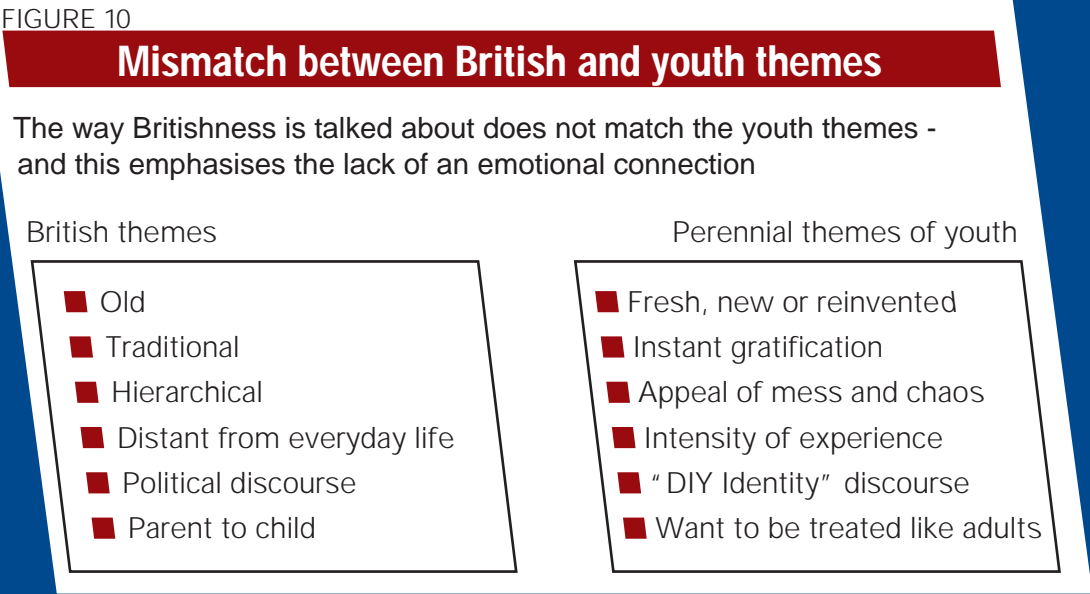 FIGURE 10
Mismatch between British and youth themes
The way Britishness is talked about does not match the youth themes -
and this emphasises the lack of an emotional connection
British themes
Old
Traditional
Hierarchical
Distant from everyday life
Political discourse
Parent to child
Perennial themes of youth
Fresh, new or reinvented
Instant gratification
Appeal of mess and chaos
Intensity of experience
“DIY Identity” discourse
Want to be treated like adults